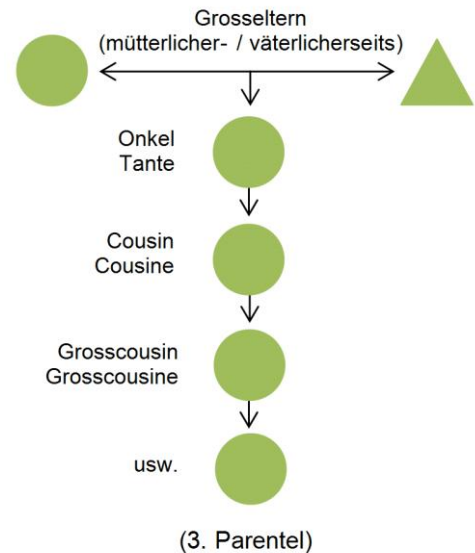 Grosseltern
(mütterlicher- / väterlicherseits)
Onkel
Tante
Cousin
Cousine
Grosscousin
Grosscousine
usw.
(3. Parentel)